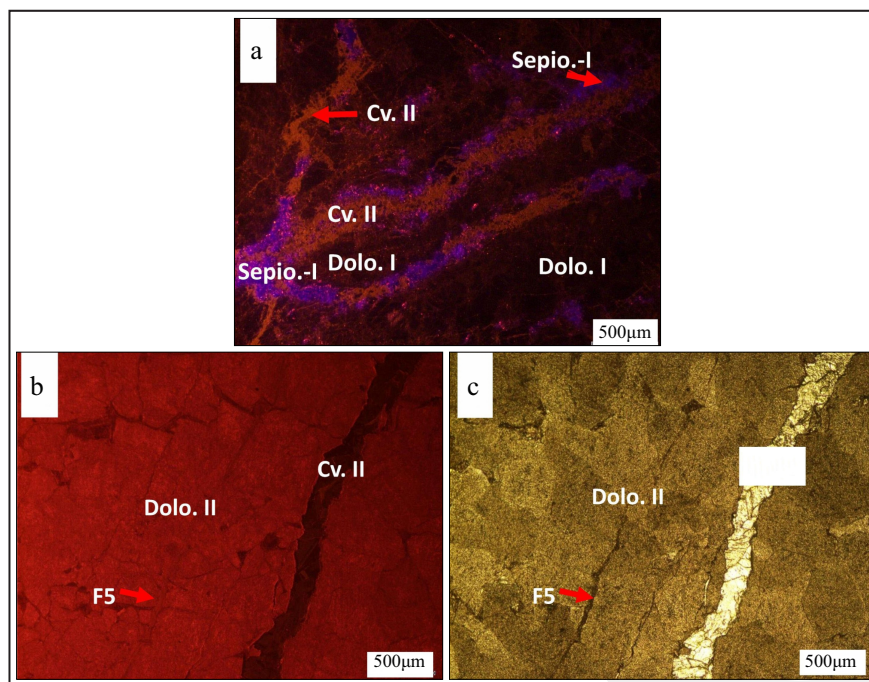 a
Sepio.-I
Cv. II
Cv. II
Sepio.-I
Dolo. I
Dolo. I
500μm
b
Cv. II
Dolo. II
F5
500μm
c
Dolo. II
F5
500μm